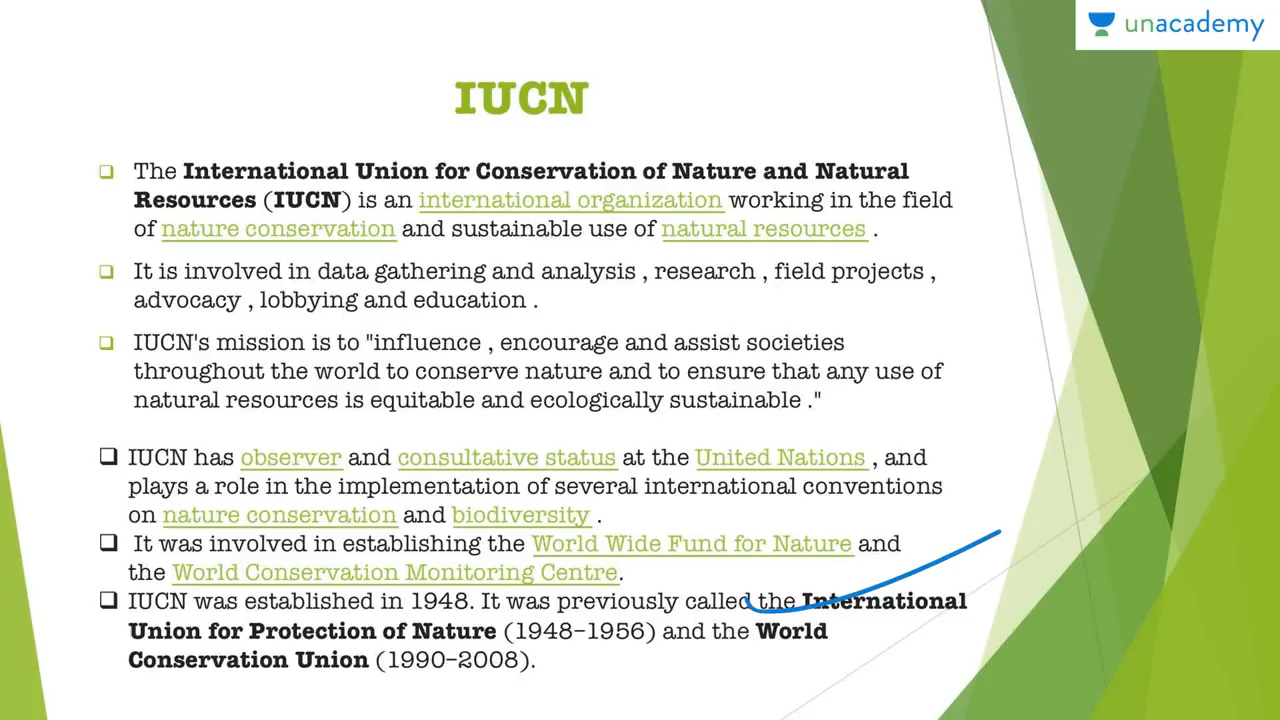 unacademy
IUCN
❑ The International Union for Conservation of Nature and Natural
Resources (IUCN) is an international organization working in the field
of nature conservation and sustainable use of natural resources .
❑ It is involved in data gathering and analysis , research , field projects ,
advocacy , lobbying and education .
❑ IUCN's mission is to "influence , encourage and assist societies
throughout the world to conserve nature and to ensure that any use of
natural resources is equitable and ecologically sustainable ."
❑ IUCN has observer and consultative status at the United Nations , and
plays a role in the implementation of several international conventions
on nature conservation and biodiversity .
❑ It was involved in establishing the World Wide Fund for Nature and
the World Conservation Monitoring Centre.
❑ IUCN was established in 1948. It was previously called the International
Union for Protection of Nature (1948–1956) and the World
Conservation Union (1990–2008).